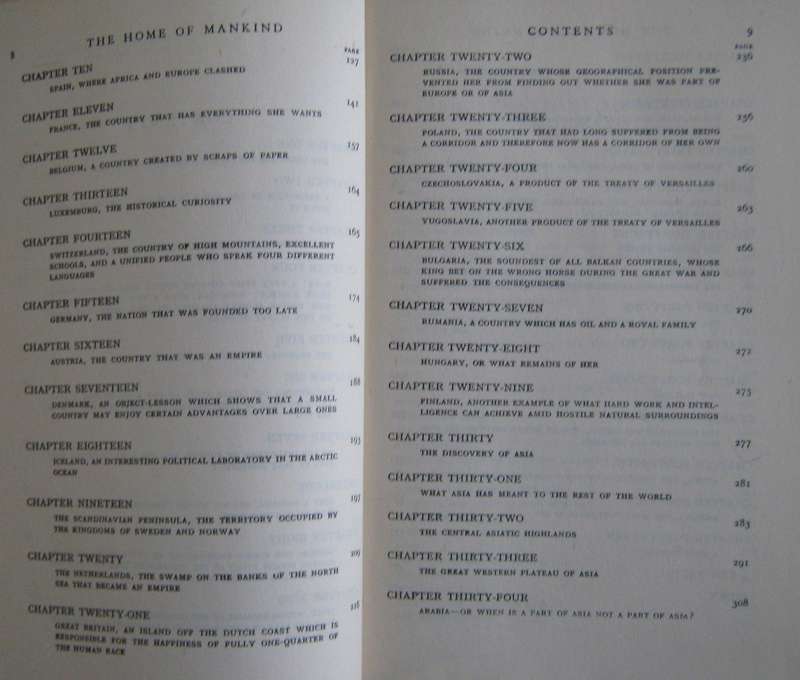 8
THE HOME OF MANKIND
PAGE
CHAPTER TEN 127
SPAIN, WHERE AFRICA AND EUROPE CLASHED
CHAPTER ELEVEN 141
FRANCE, THE COUNTRY THAT HAS EVERYTHING SHE WANTS
CHAPTER TWELVE 157
BELGIUM, A COUNTRY CREATED BY SCRAPS OF PAPER
CHAPTER THIRTEEN 164
LUXEMBURG, THE HISTORICAL CURIOSITY
CHAPTER FOURTEEN 165
SWITZERLAND, THE COUNTRY OF HIGH MOUNTAINS, EXCELLENT
SCHOOLS, AND A UNIFIED PEOPLE WHO SPEAK FOUR DIFFERENT
LANGUAGES
CHAPTER FIFTEEN 174
GERMANY, THE NATION THAT WAS FOUNDED TOO LATE
CHAPTER SIXTEEN 184
AUSTRIA, THE COUNTRY THAT WAS AN EMPIRE
CHAPTER SEVENTEEN 188
DENMARK, AN OBJECT-LESSON WHICH SHOWS THAT A SMALL
COUNTRY MAY ENJOY CERTAIN ADVANTAGES OVER LARGE ONES
CHAPTER EIGHTEEN 193
ICELAND, AN INTERESTING POLITICAL LABORATORY IN THE ARCTIC
OCEAN
CHAPTER NINETEEN 197
THE SCANDINAVIAN PENINSULA, THE TERRITORY OCCUPIED BY
THE KINGDOMS OF SWEDEN AND NORWAY
CHAPTER TWENTY
THE NETHERLANDS, THE SWAMP ON THE BANKS OF THE NORTH
SEA THAT BECAME AN EMPIRE
CHAPTER TWENTY-ONE
GREAT BRITAIN, AN ISLAND OFF THE DUTCH COAST WHICH IS
RESPONSIBLE FOR THE HAPPINESS OF FULLY ONE-QUARTER OF
THE HUMAN RACE
CONTENTS 9
PAGE
CHAPTER TWENTY-TWO 236
RUSSIA, THE COUNTRY WHOSE GEOGRAPHICAL POSITION PRE-
VENTED HER FROM FINDING OUT WHETHER SHE WAS PART OF
EUROPE OR OF ASIA
CHAPTER TWENTY-THREE 256
POLAND, THE COUNTRY THAT HAD LONG SUFFERED FROM BEING
A CORRIDOR AND THEREFORE NOW HAS A CORRIDOR OF HER OWN
CHAPTER TWENTY-FOUR 260
CZECHOSLOVAKIA, A PRODUCT OF THE TREATY OF VERSAILLES
CHAPTER TWENTY-FIVE 263
YUGOSLAVIA, ANOTHER PRODUCT OF THE TREATY OF VERSAILLES
CHAPTER TWENTY-SIX 266
BULGARIA, THE SOUNDEST OF ALL BALKAN COUNTRIES, WHOSE
KING BET ON THE WRONG HORSE DURING THE GREAT WAR AND
SUFFERED THE CONSEQUENCES
CHAPTER TWENTY-SEVEN 270
RUMANIA, A COUNTRY WHICH HAS OIL AND A ROYAL FAMILY
CHAPTER TWENTY-EIGHT 272
HUNGARY, OR WHAT REMAINS OF HER
CHAPTER TWENTY-NINE 275
FINLAND, ANOTHER EXAMPLE OF WHAT HARD WORK AND INTEL-
LIGENCE CAN ACHIEVE AMID HOSTILE NATURAL SURROUNDINGS
CHAPTER THIRTY 277
THE DISCOVERY OF ASIA
CHAPTER THIRTY-ONE 281
WHAT ASIA HAS MEANT TO THE REST OF THE WORLD
CHAPTER THIRTY-TWO 283
THE CENTRAL ASIATIC HIGHLANDS
CHAPTER THIRTY-THREE 291
THE GREAT WESTERN PLATEAU OF ASIA
CHAPTER THIRTY-FOUR 308
ARABIA—OR WHEN IS A PART OF ASIA NOT A PART OF ASIA?